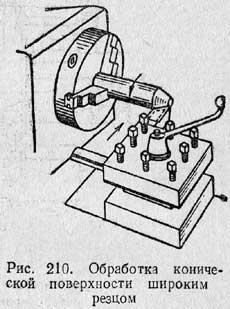 Рис. 210. Обработка кониче-
ской поверхности широким
резцом